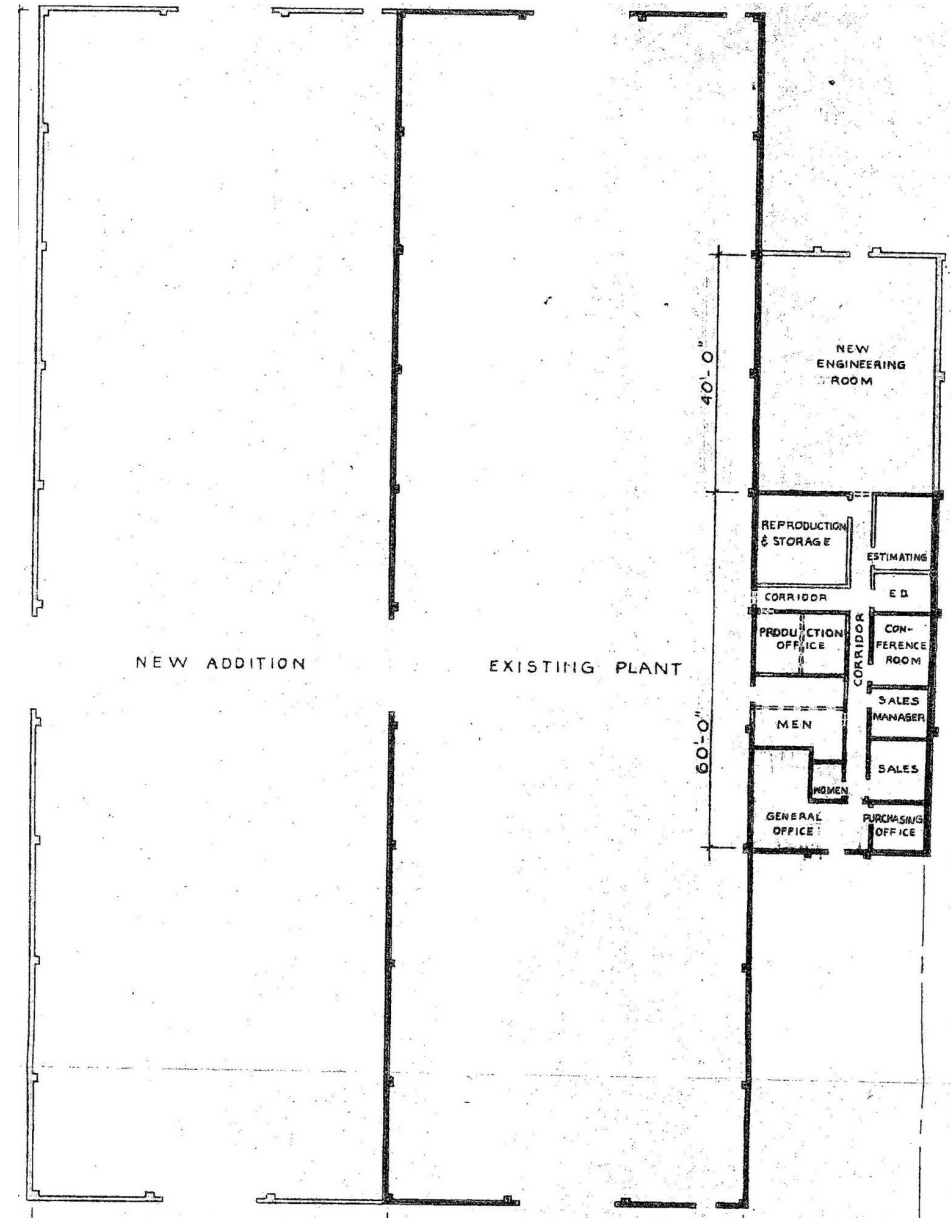 NEW
ENGINEERING
ROOM
40'-0"
REPRODUCTION
& STORAGE
ESTIMATING
CORRIDOR
E.D.
PRODUCTION
OFFICE
CORRIDOR
CON-
FERENCE
ROOM
NEW ADDITION
EXISTING PLANT
SALES
MANAGER
MEN
60'-0"
SALES
WOMEN
GENERAL
OFFICE
PURCHASING
OFFICE